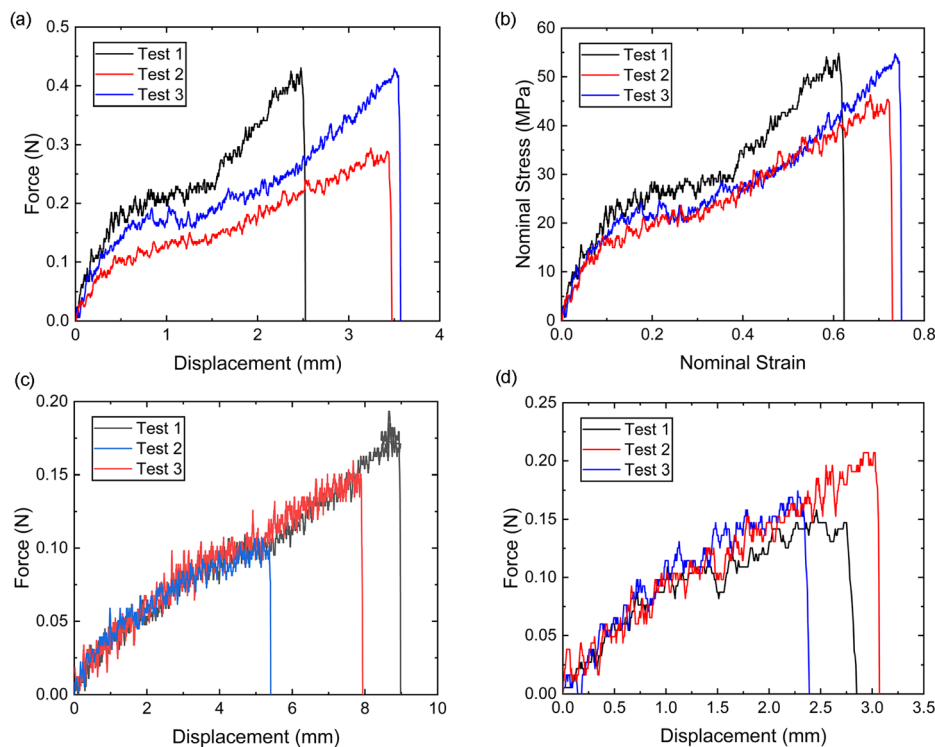 (a)
0.5
0.4
0.3
0.2
0.1
0.0
Force (N)
Test 1
Test 2
Test 3
0 1 2 3 4
Displacement (mm)
(b)
60
50
40
30
20
10
0
Nominal Stress (MPa)
Test 1
Test 2
Test 3
0.0 0.2 0.4 0.6 0.8
Nominal Strain
(c)
0.20
0.15
0.10
0.05
0.00
Force (N)
Test 1
Test 2
Test 3
0 2 4 6 8 10
Displacement (mm)
(d)
0.25
0.20
0.15
0.10
0.05
0.00
Force (N)
Test 1
Test 2
Test 3
0.0 0.5 1.0 1.5 2.0 2.5 3.0 3.5
Displacement (mm)